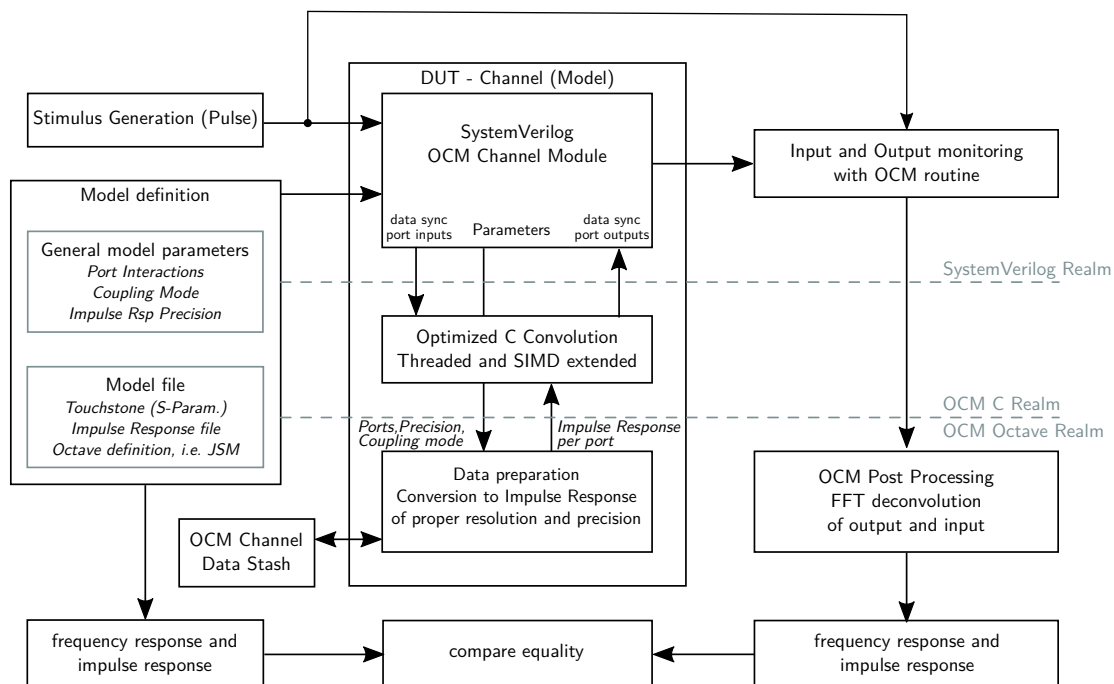 DUT - Channel (Model)
Stimulus Generation (Pulse)
SystemVerilog
OCM Channel Module
data sync
port inputs
Parameters
data sync
port outputs
Input and Output monitoring
with OCM routine
Model definition
General model parameters
Port Interactions
Coupling Mode
Impulse Rsp Precision
SystemVerilog Realm
Optimized C Convolution
Threaded and SIMD extended
Model file
Touchstone (S-Param.)
Impulse Response file
Octave definition, i.e. JSM
OCM C Realm
OCM Octave Realm
Ports,Precision,
Coupling mode
Impulse Response
per port
Data preparation
Conversion to Impulse Response
of proper resolution and precision
OCM Post Processing
FFT deconvolution
of output and input
OCM Channel
Data Stash
frequency response and
impulse response
compare equality
frequency response and
impulse response